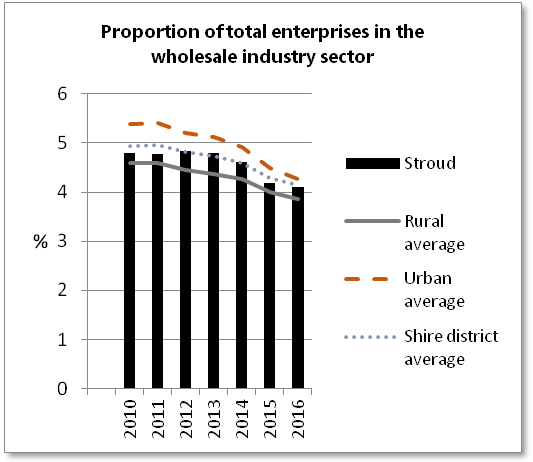 Proportion of total enterprises in the
wholesale industry sector
6
5
4
3
2
1
0
%
2010
2011
2012
2013
2014
2015
2016
Stroud
Rural
average
Urban
average
Shire district
average